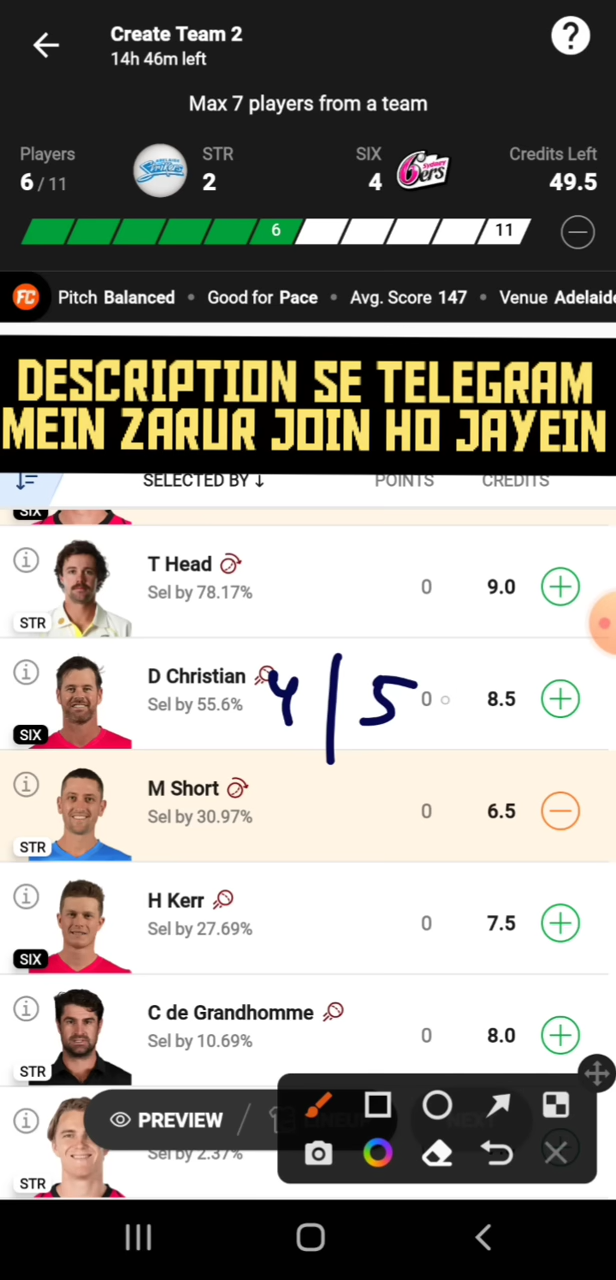 Create Team 2
14h 46m left
?
Max 7 players from a team
Players STR SIX Credits Left
6 / 11 2 4 49.5
Strikers Sydney 6ers
6 11
FC Pitch Balanced • Good for Pace • Avg. Score 147 • Venue Adelaid
DESCRIPTION SE TELEGRAM
MEIN ZARUR JOIN HO JAYEIN
SELECTED BY ↓ POINTS CREDITS
SIX
T Head
Sel by 78.17%
0 9.0
STR
D Christian
Sel by 55.6%
0 8.5
4/5
SIX
M Short
Sel by 30.97%
0 6.5
STR
H Kerr
Sel by 27.69%
0 7.5
SIX
C de Grandhomme
Sel by 10.69%
0 8.0
STR
PREVIEW
Sel by 2.37%
STR